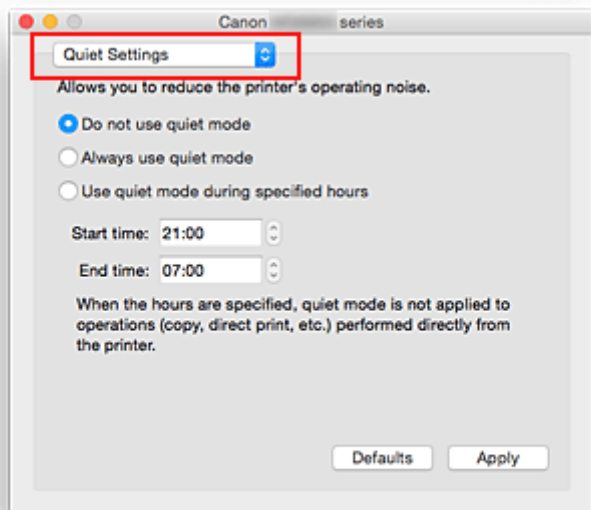 Canon series
Quiet Settings
Allows you to reduce the printer's operating noise.
Do not use quiet mode
Always use quiet mode
Use quiet mode during specified hours
Start time: 21:00
End time: 07:00
When the hours are specified, quiet mode is not applied to
operations (copy, direct print, etc.) performed directly from
the printer.
Defaults Apply